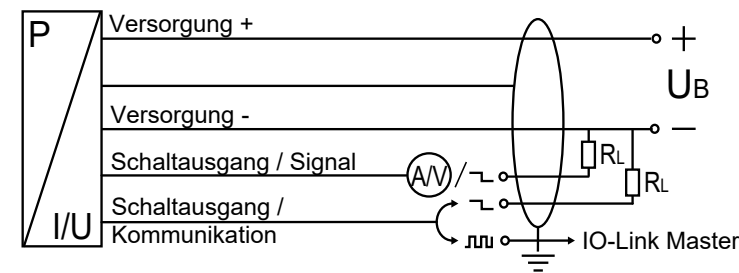 P
I/U
Versorgung +
Versorgung -
Schaltausgang / Signal
Schaltausgang /
Kommunikation
A/V
/
+
UB
−
RL
RL
IO-Link Master